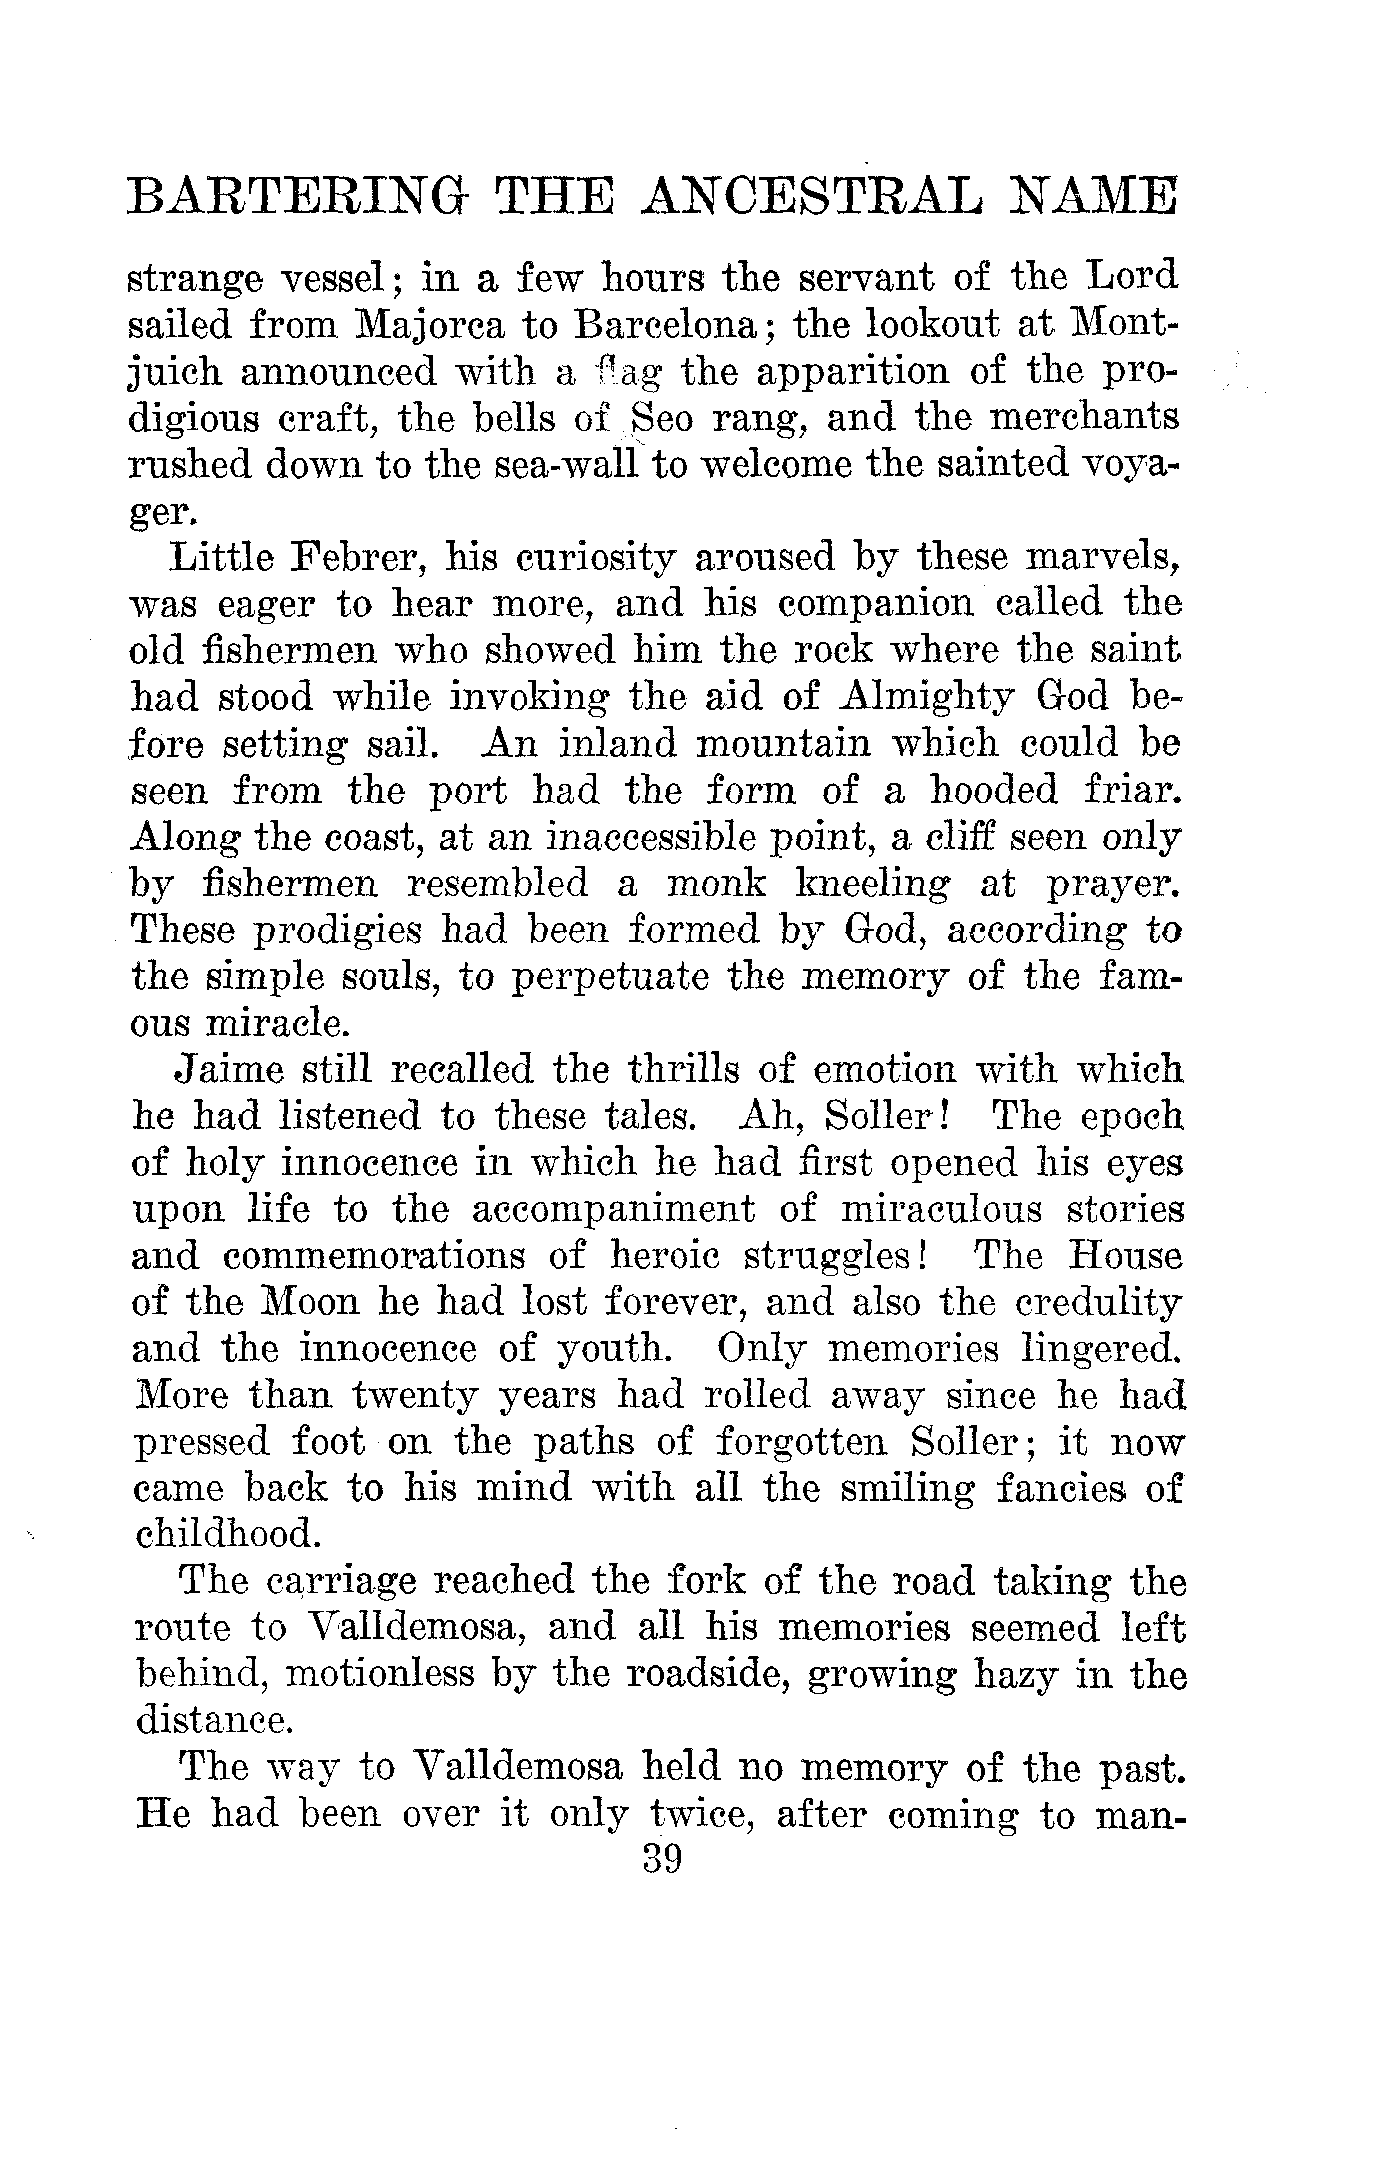 BARTERING THE ANCESTRAL NAME
strange vessel; in a few hours the servant of the Lord
sailed from Majorca to Barcelona; the lookout at Mont-
juich announced with a flag the apparition of the pro-
digious craft, the bells of Seo rang, and the merchants
rushed down to the sea-wall to welcome the sainted voya-
ger.
Little Febrer, his curiosity aroused by these marvels,
was eager to hear more, and his companion called the
old fishermen who showed him the rock where the saint
had stood while invoking the aid of Almighty God be-
fore setting sail. An inland mountain which could be
seen from the port had the form of a hooded friar.
Along the coast, at an inaccessible point, a cliff seen only
by fishermen resembled a monk kneeling at prayer.
These prodigies had been formed by God, according to
the simple souls, to perpetuate the memory of the fam-
ous miracle.
Jaime still recalled the thrills of emotion with which
he had listened to these tales. Ah, Soller! The epoch
of holy innocence in which he had first opened his eyes
upon life to the accompaniment of miraculous stories
and commemorations of heroic struggles! The House
of the Moon he had lost forever, and also the credulity
and the innocence of youth. Only memories lingered.
More than twenty years had rolled away since he had
pressed foot on the paths of forgotten Soller; it now
came back to his mind with all the smiling fancies of
childhood.
The carriage reached the fork of the road taking the
route to Valldemosa, and all his memories seemed left
behind, motionless by the roadside, growing hazy in the
distance.
The way to Valldemosa held no memory of the past.
He had been over it only twice, after coming to man-
39